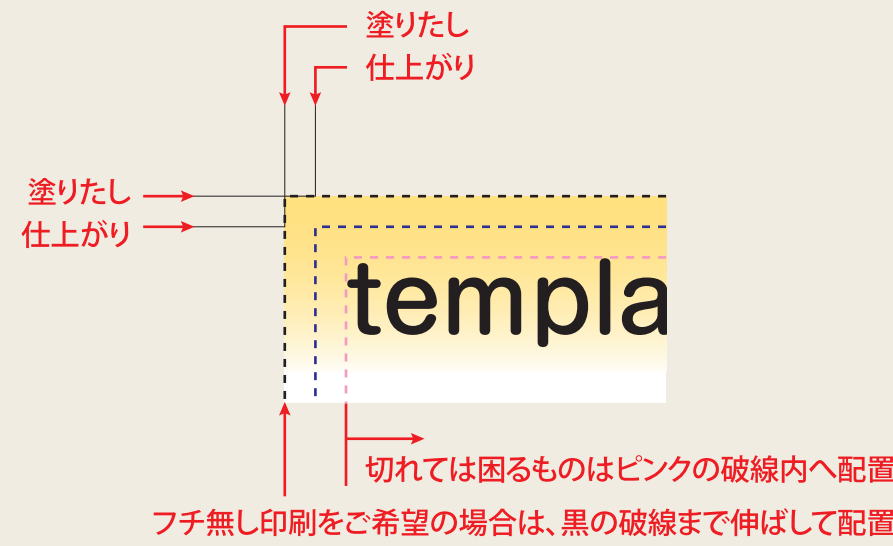 塗りたし
仕上がり
塗りたし
仕上がり
templa
切れては困るものはピンクの破線内へ配置
フチ無し印刷をご希望の場合は、黒の破線まで伸ばして配置